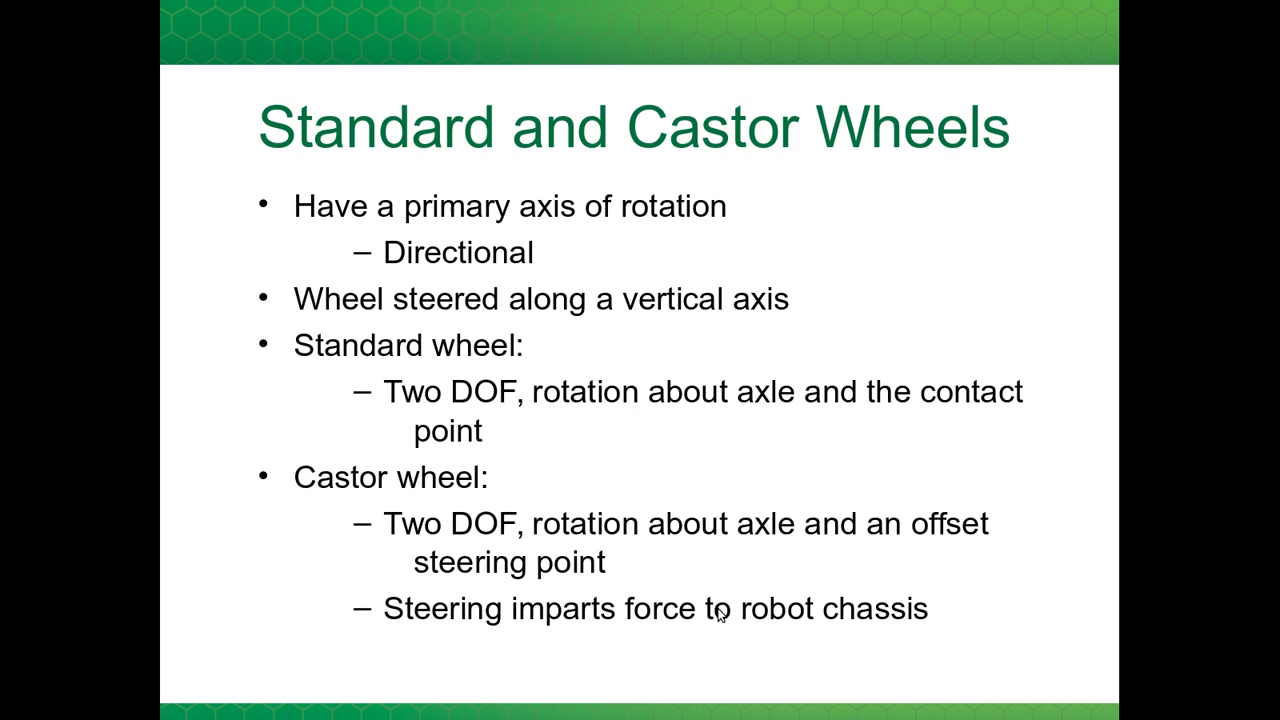 Standard and Castor Wheels
• Have a primary axis of rotation
– Directional
• Wheel steered along a vertical axis
• Standard wheel:
– Two DOF, rotation about axle and the contact
point
• Castor wheel:
– Two DOF, rotation about axle and an offset
steering point
– Steering imparts force to robot chassis